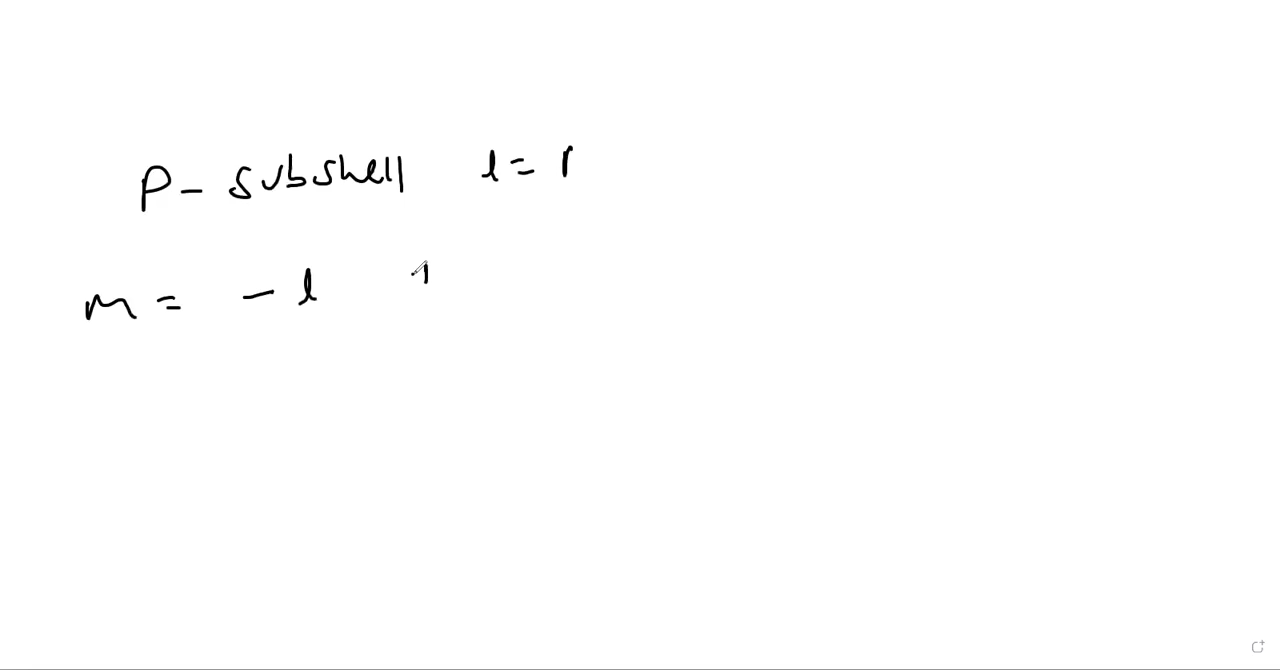 P- subshell l = 1
m = - l